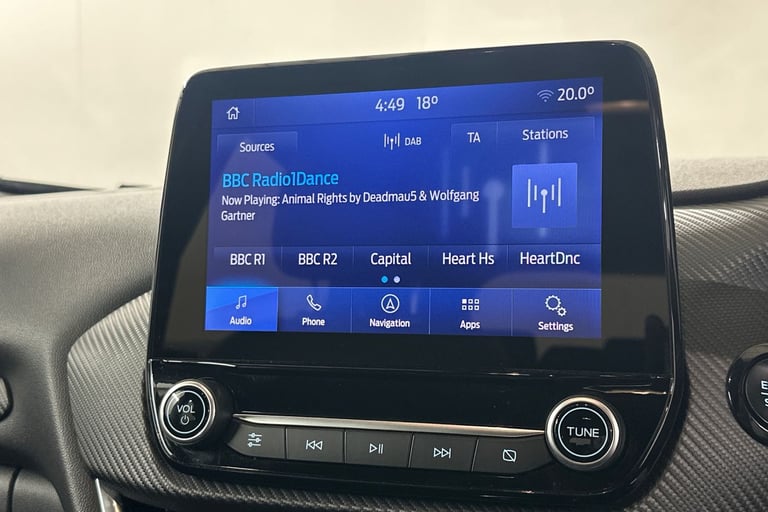 4:49 18° 20.0°
Sources DAB TA Stations
BBC Radio1Dance
Now Playing: Animal Rights by Deadmau5 & Wolfgang
Gartner
BBC R1 BBC R2 Capital Heart Hs HeartDnc
Audio Phone Navigation Apps Settings
VOL
TUNE